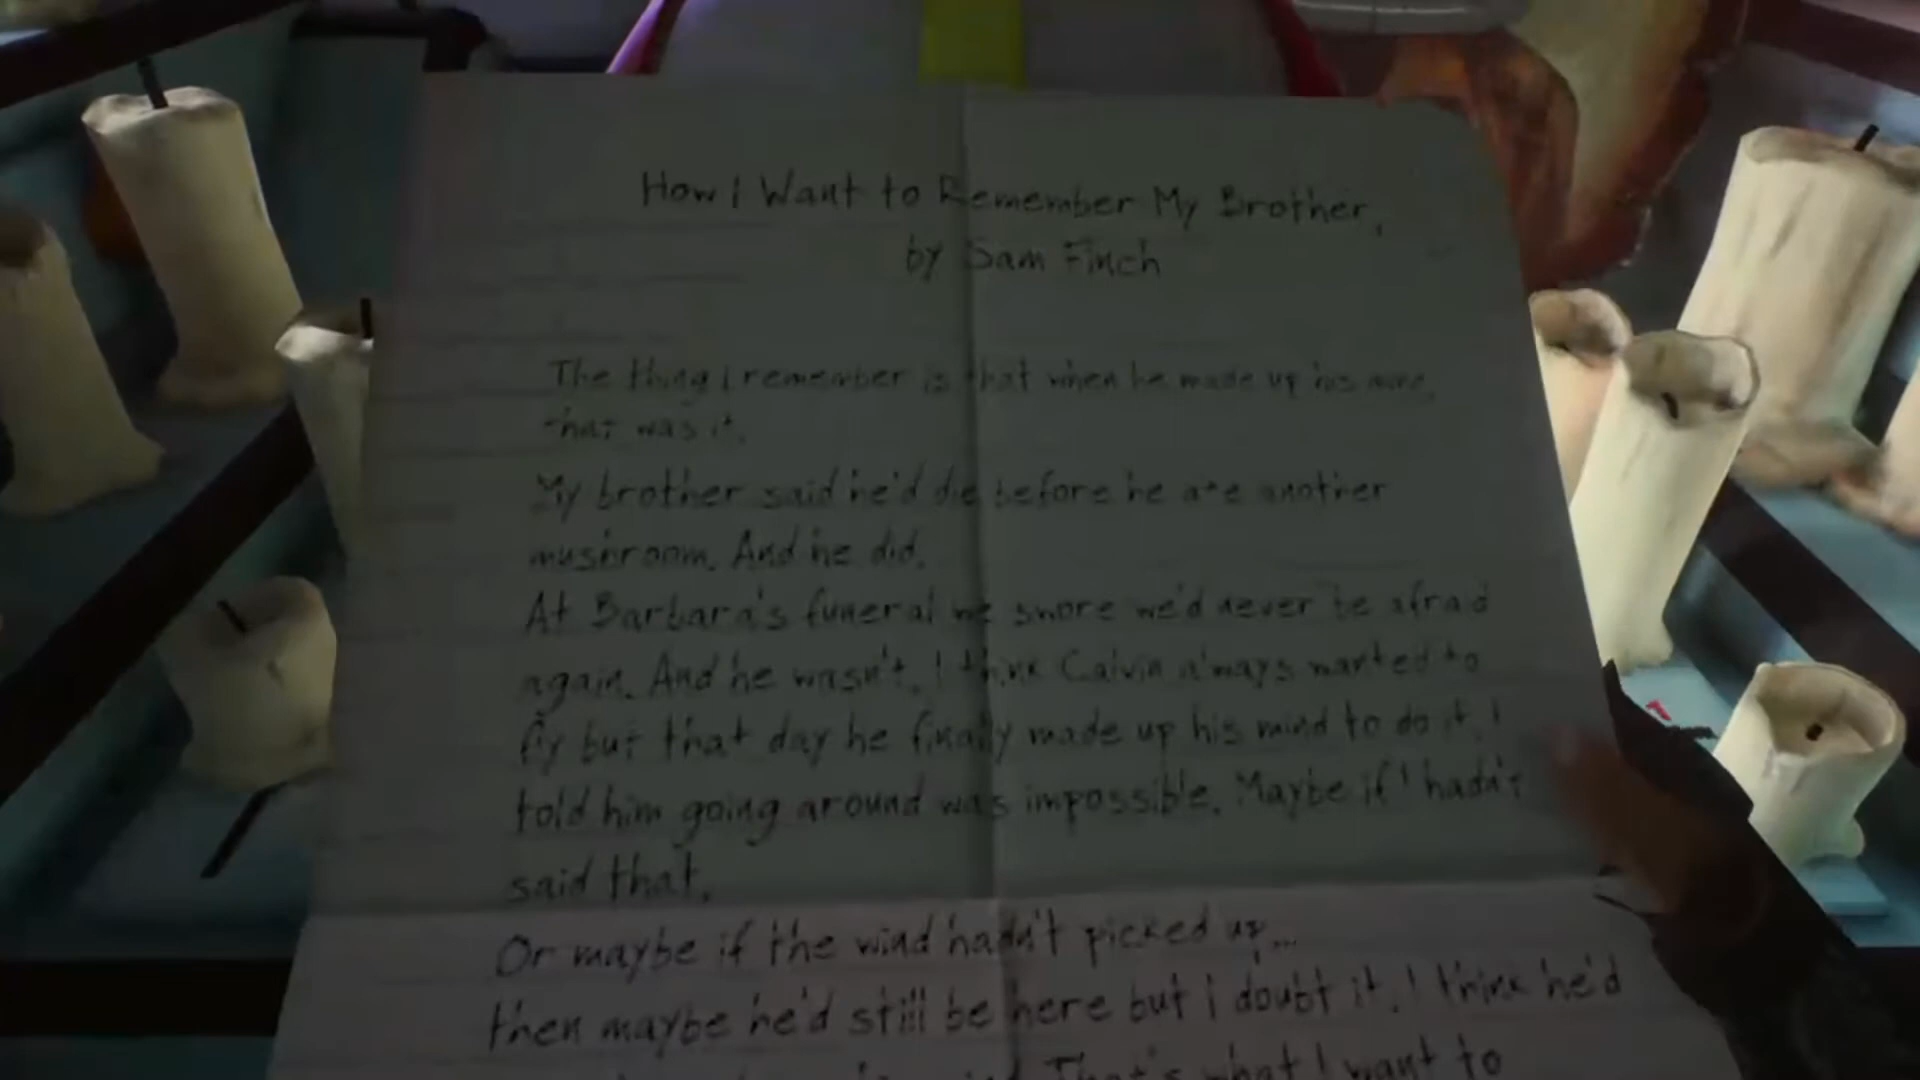 How I Want to Remember My Brother,
by Sam Finch
The thing I remember is that when he made up his mind,
that was it.
My brother said he'd die before he ate another
mushroom. And he did.
At Barbara's funeral we swore we'd never be afraid
again. And he wasn't. I think Calvin always wanted to
fly but that day he finally made up his mind to do it. I
told him going around was impossible. Maybe if I hadn't
said that.
Or maybe if the wind hadn't picked up...
then maybe he'd still be here but I doubt it. I think he'd
That's what I want to